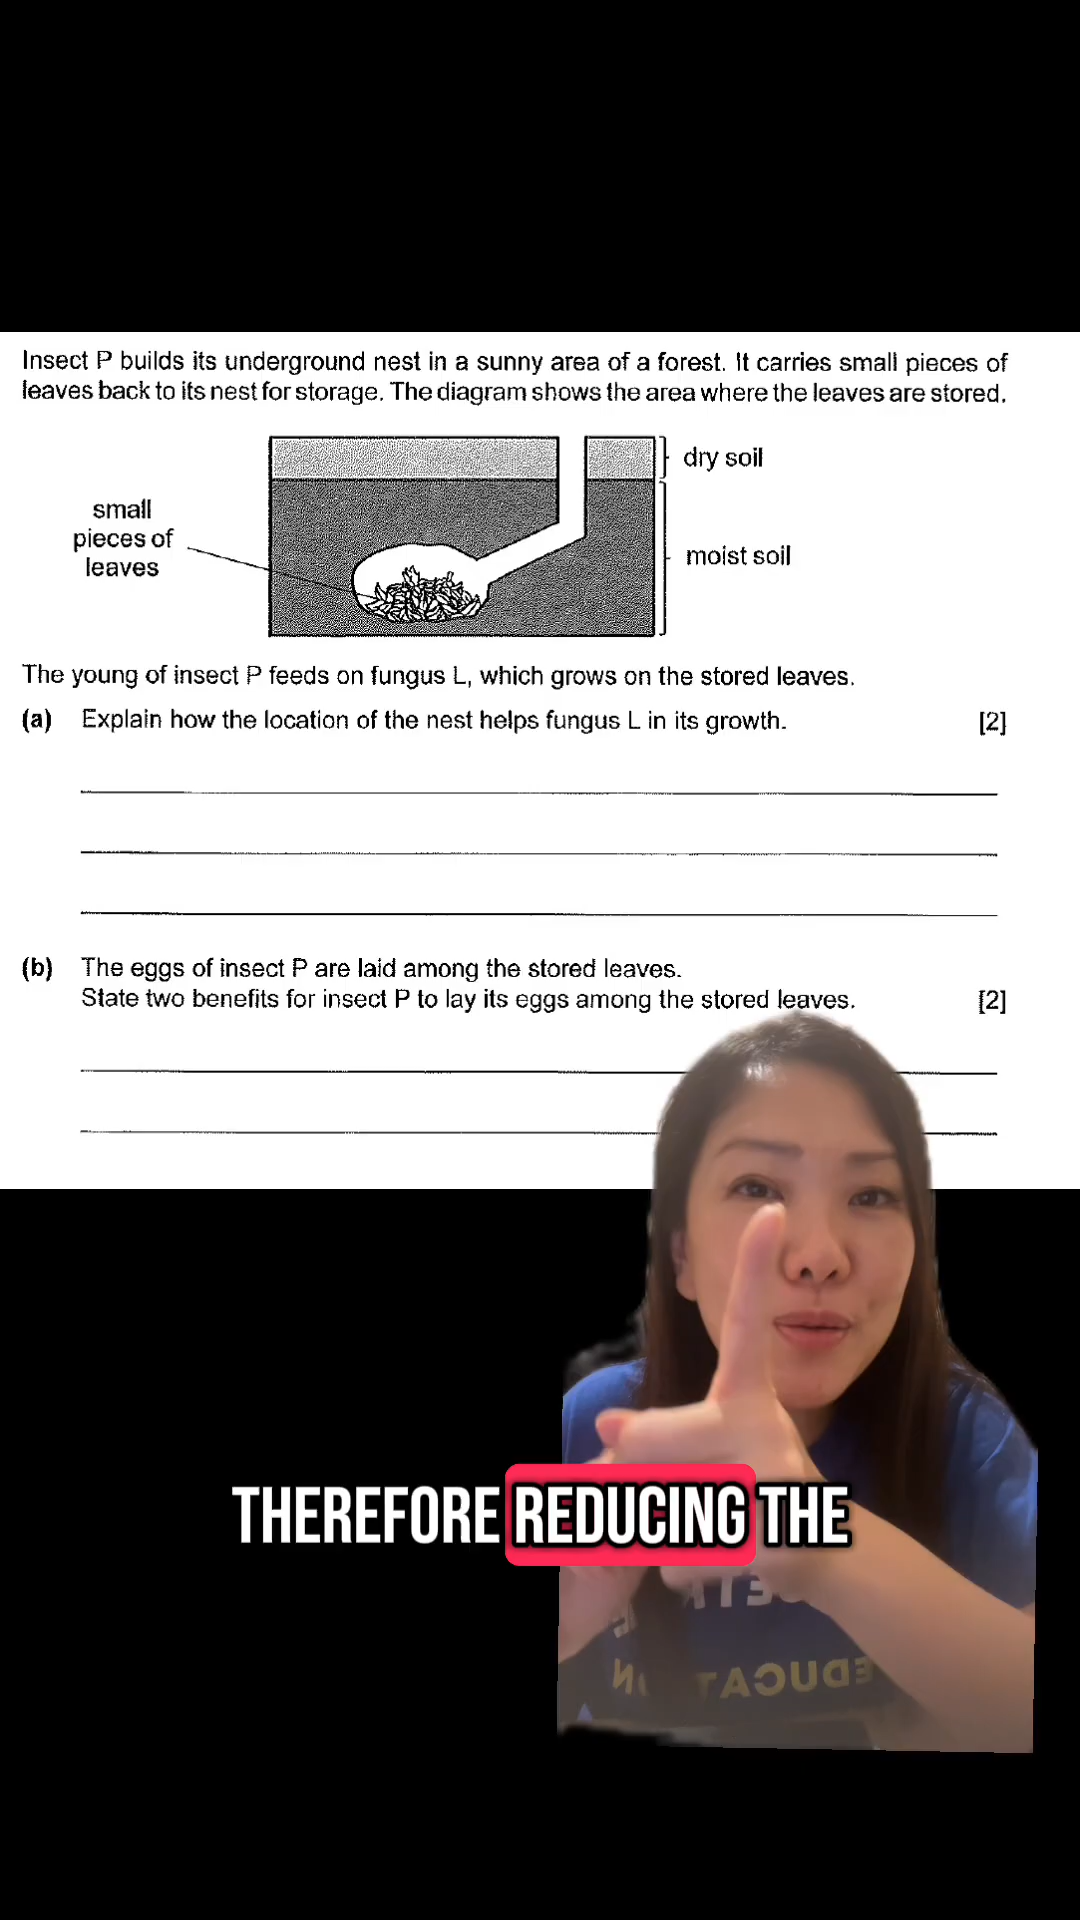 Insect P builds its underground nest in a sunny area of a forest. It carries small pieces of
leaves back to its nest for storage. The diagram shows the area where the leaves are stored.
dry soil
small
pieces of
leaves
moist soil
The young of insect P feeds on fungus L, which grows on the stored leaves.
(a) Explain how the location of the nest helps fungus L in its growth. [2]
(b) The eggs of insect P are laid among the stored leaves.
State two benefits for insect P to lay its eggs among the stored leaves. [2]
THEREFORE REDUCING THE